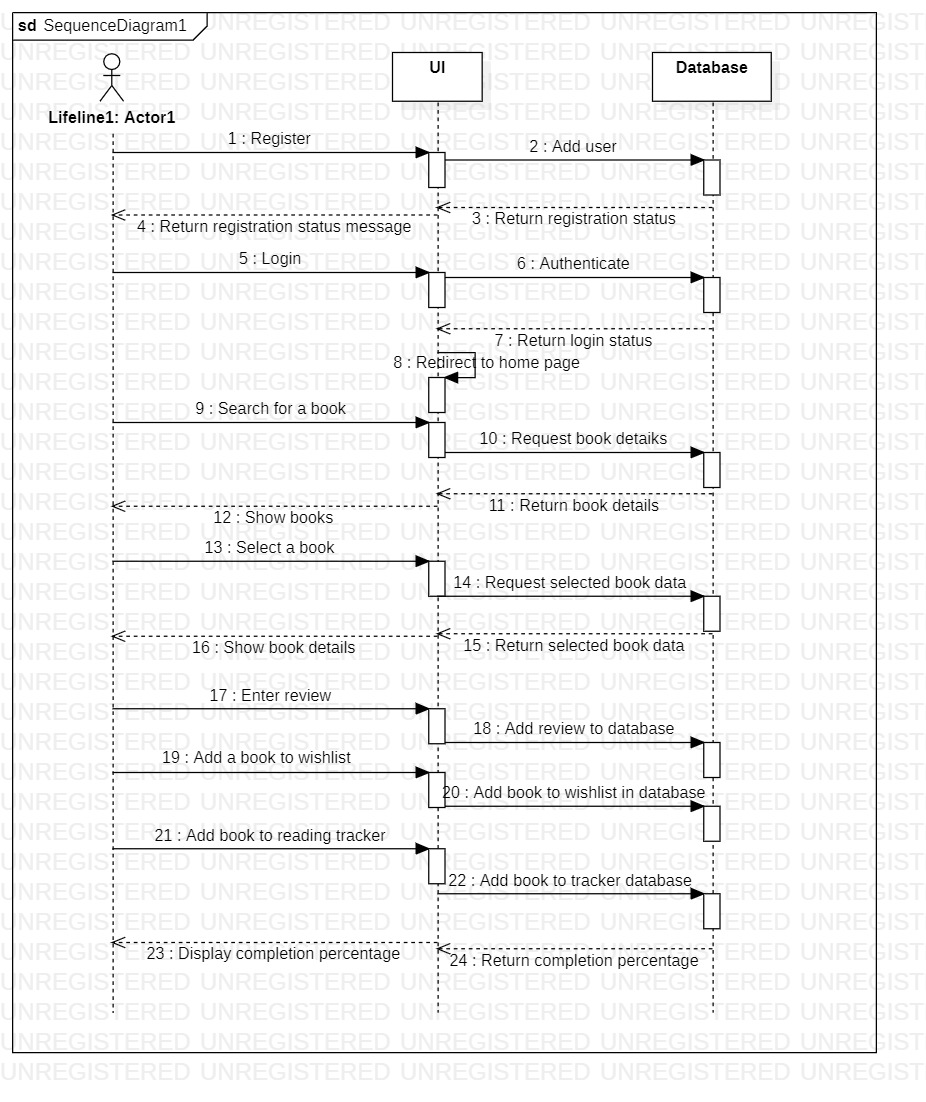 sd SequenceDiagram1
UI
Database
Lifeline1: Actor1
1 : Register
2 : Add user
3 : Return registration status
4 : Return registration status message
5 : Login
6 : Authenticate
7 : Return login status
8 : Redirect to home page
9 : Search for a book
10 : Request book detaiks
11 : Return book details
12 : Show books
13 : Select a book
14 : Request selected book data
15 : Return selected book data
16 : Show book details
17 : Enter review
18 : Add review to database
19 : Add a book to wishlist
20 : Add book to wishlist in database
21 : Add book to reading tracker
22 : Add book to tracker database
23 : Display completion percentage
24 : Return completion percentage
UNREGISTERED